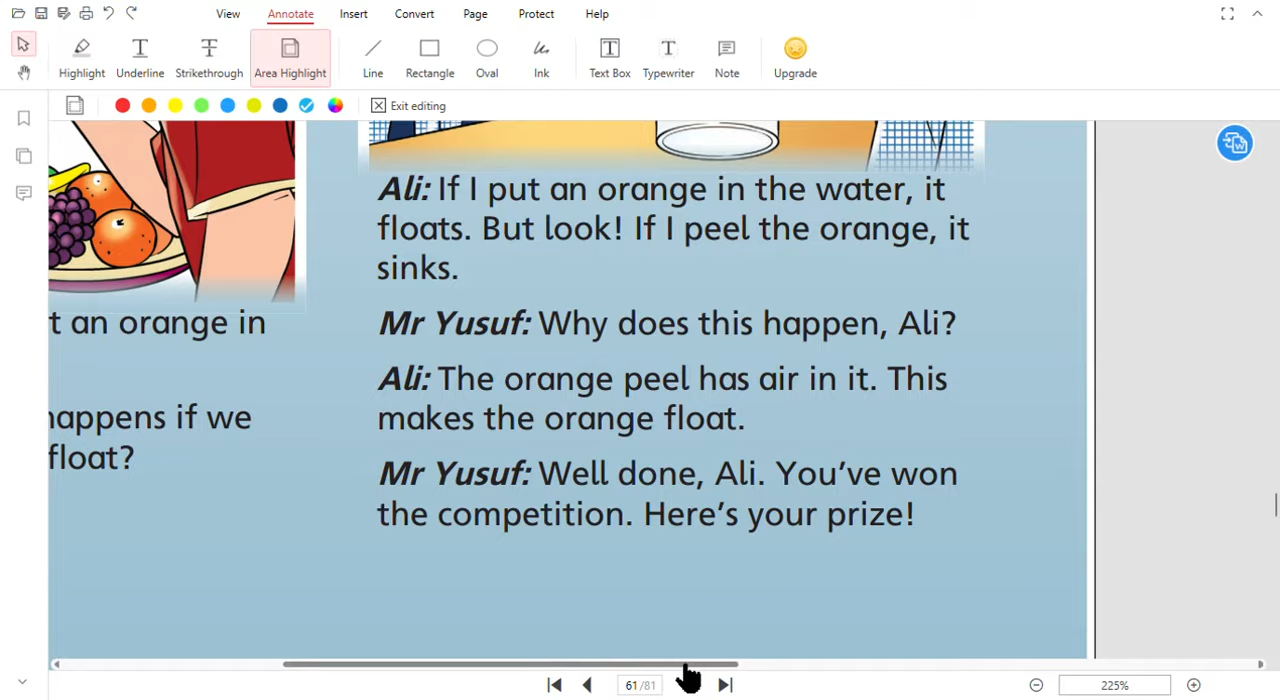 View Annotate Insert Convert Page Protect Help
Highlight Underline Strikethrough Area Highlight Line Rectangle Oval Ink Text Box Typewriter Note Upgrade
Exit editing
Ali: If I put an orange in the water, it
floats. But look! If I peel the orange, it
sinks.
t an orange in
Mr Yusuf: Why does this happen, Ali?
Ali: The orange peel has air in it. This
makes the orange float.
happens if we
float?
Mr Yusuf: Well done, Ali. You've won
the competition. Here's your prize!
61/81
225%